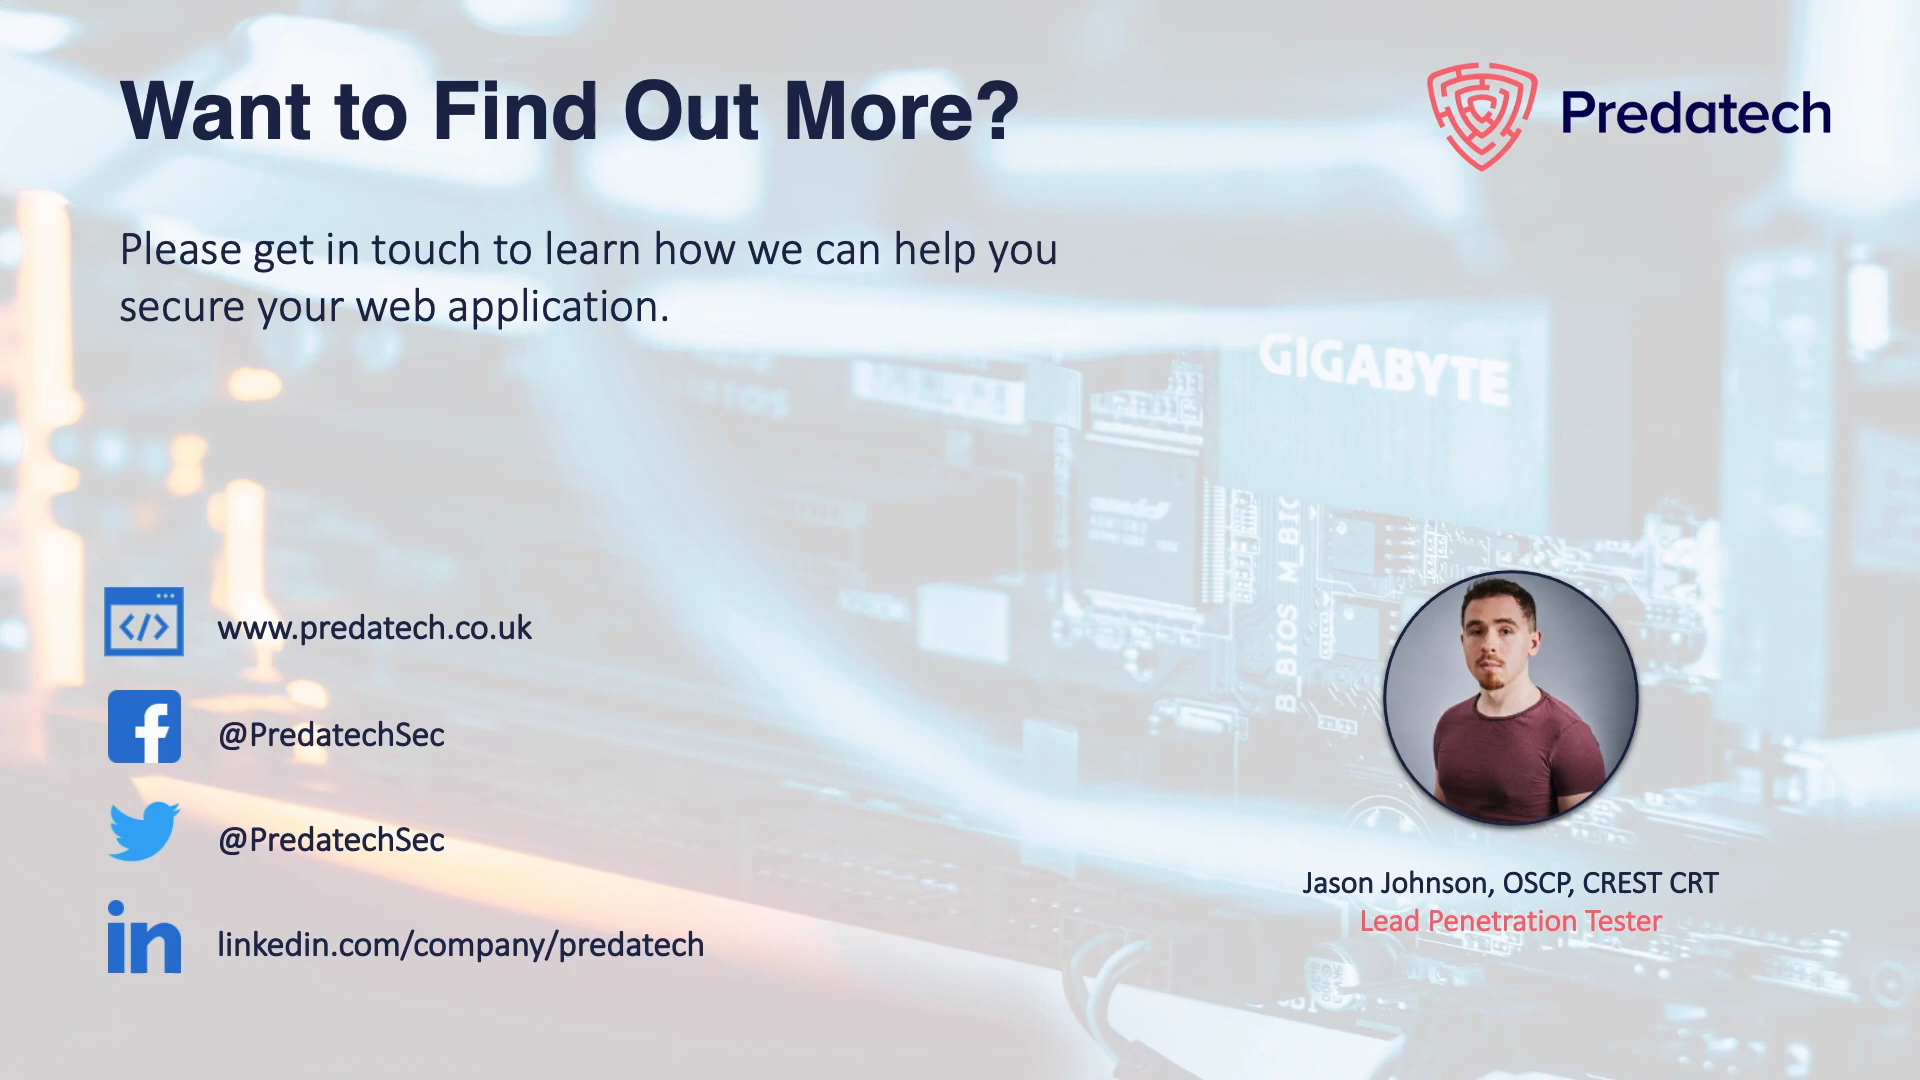 Want to Find Out More?
Predatech
Please get in touch to learn how we can help you
secure your web application.
GIGABYTE
M_BIO
B_BIOS
www.predatech.co.uk
@PredatechSec
@PredatechSec
linkedin.com/company/predatech
Jason Johnson, OSCP, CREST CRT
Lead Penetration Tester